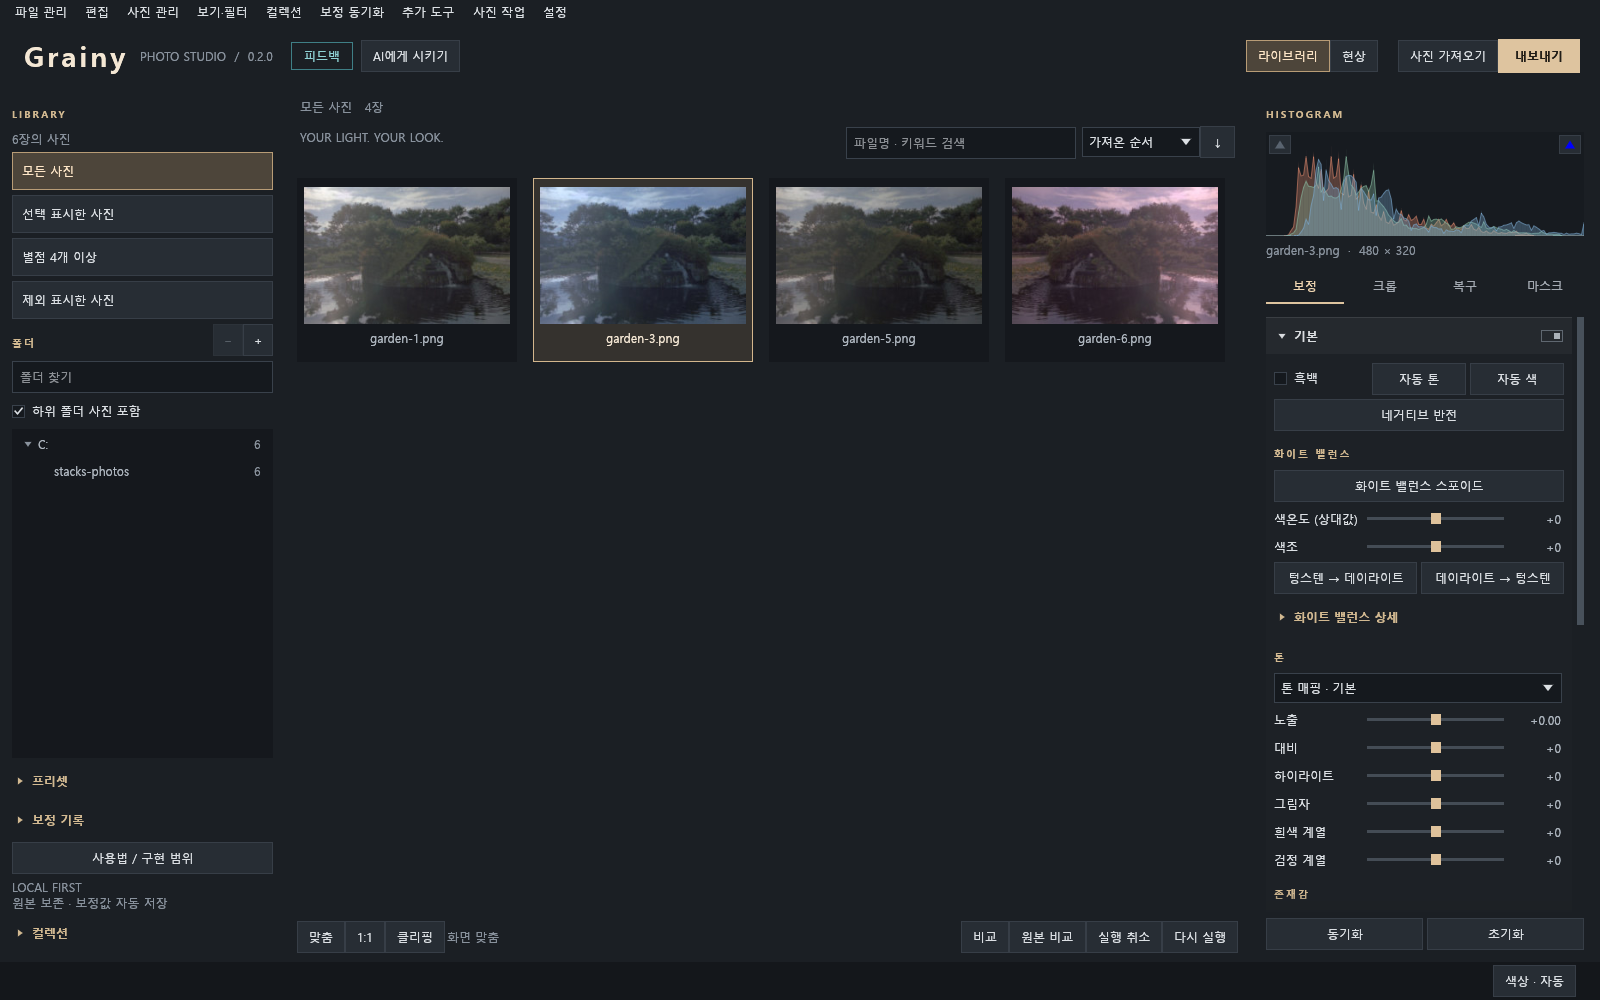 파일 관리 편집 사진 관리 보기·필터 컬렉션 보정 동기화 추가 도구 사진 작업 설정
Grainy PHOTO STUDIO / 0.2.0 피드백 AI에게 시키기 라이브러리 현상 사진 가져오기 내보내기
LIBRARY
6장의 사진
모든 사진
선택 표시한 사진
별점 4개 이상
제외 표시한 사진
폴더 − +
폴더 찾기
하위 폴더 사진 포함
C: 6
stacks-photos 6
프리셋
보정 기록
사용법 / 구현 범위
LOCAL FIRST
원본 보존 · 보정값 자동 저장
컬렉션
모든 사진 4장
YOUR LIGHT. YOUR LOOK.
파일명 · 키워드 검색 가져온 순서 ↓
garden-1.png garden-3.png garden-5.png garden-6.png
맞춤 1:1 클리핑 화면 맞춤 비교 원본 비교 실행 취소 다시 실행
HISTOGRAM
garden-3.png · 480 × 320
보정 크롭 복구 마스크
기본
흑백 자동 톤 자동 색
네거티브 반전
화이트 밸런스
화이트 밸런스 스포이드
색온도 (상대값) +0
색조 +0
텅스텐 → 데이라이트 데이라이트 → 텅스텐
화이트 밸런스 상세
톤
톤 매핑 · 기본
노출 +0.00
대비 +0
하이라이트 +0
그림자 +0
흰색 계열 +0
검정 계열 +0
존재감
동기화 초기화
색상 · 자동